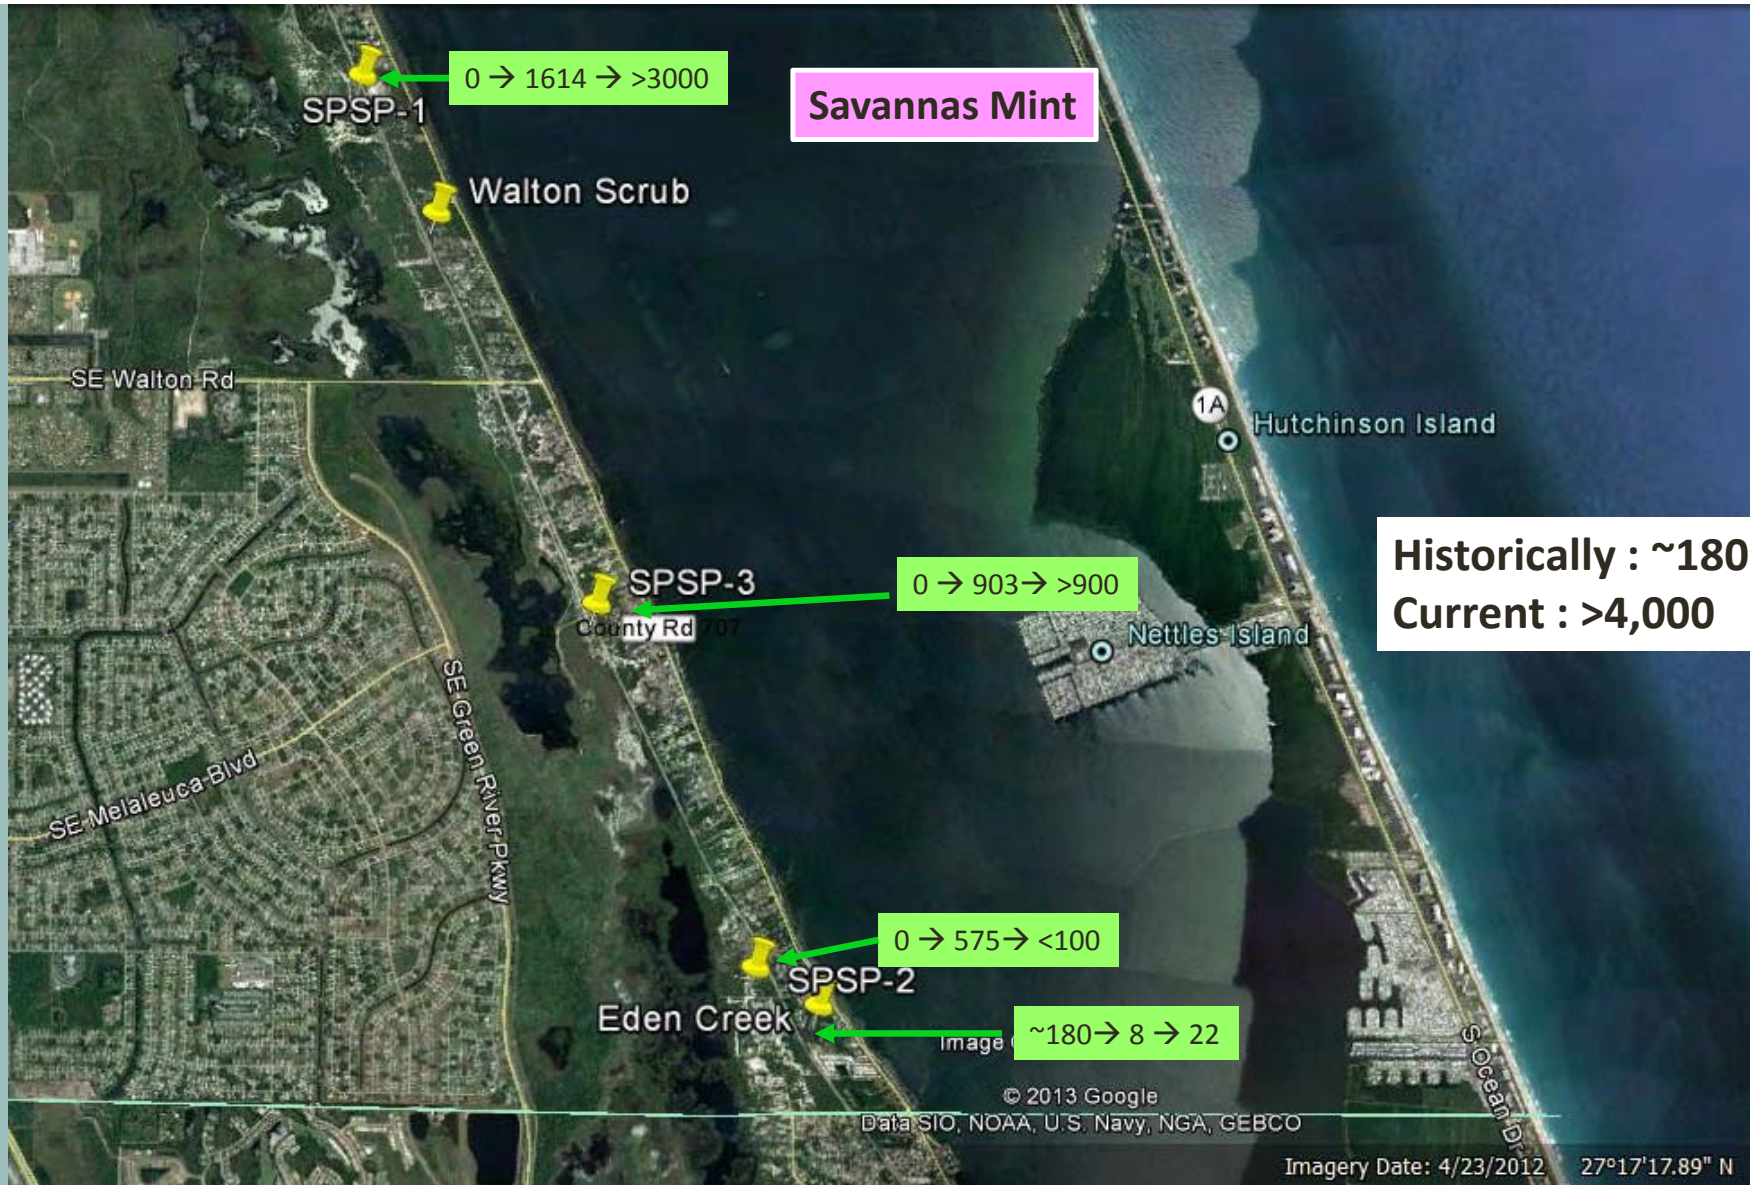 0 → 1614 → >3000
SPSP-1
Savannas Mint
Walton Scrub
SE Walton Rd
1A
Hutchinson Island
Historically : ~180
Current : >4,000
SPSP-3
0 → 903→ >900
County Rd 707
Nettles Island
SE Green River Pkwy
SE Melaleuca Blvd
0 → 575→ <100
SPSP-2
Eden Creek
~180→ 8 → 22
Image
S Ocean Dr
© 2013 Google
Data SIO, NOAA, U.S. Navy, NGA, GEBCO
Imagery Date: 4/23/2012 27°17'17.89" N